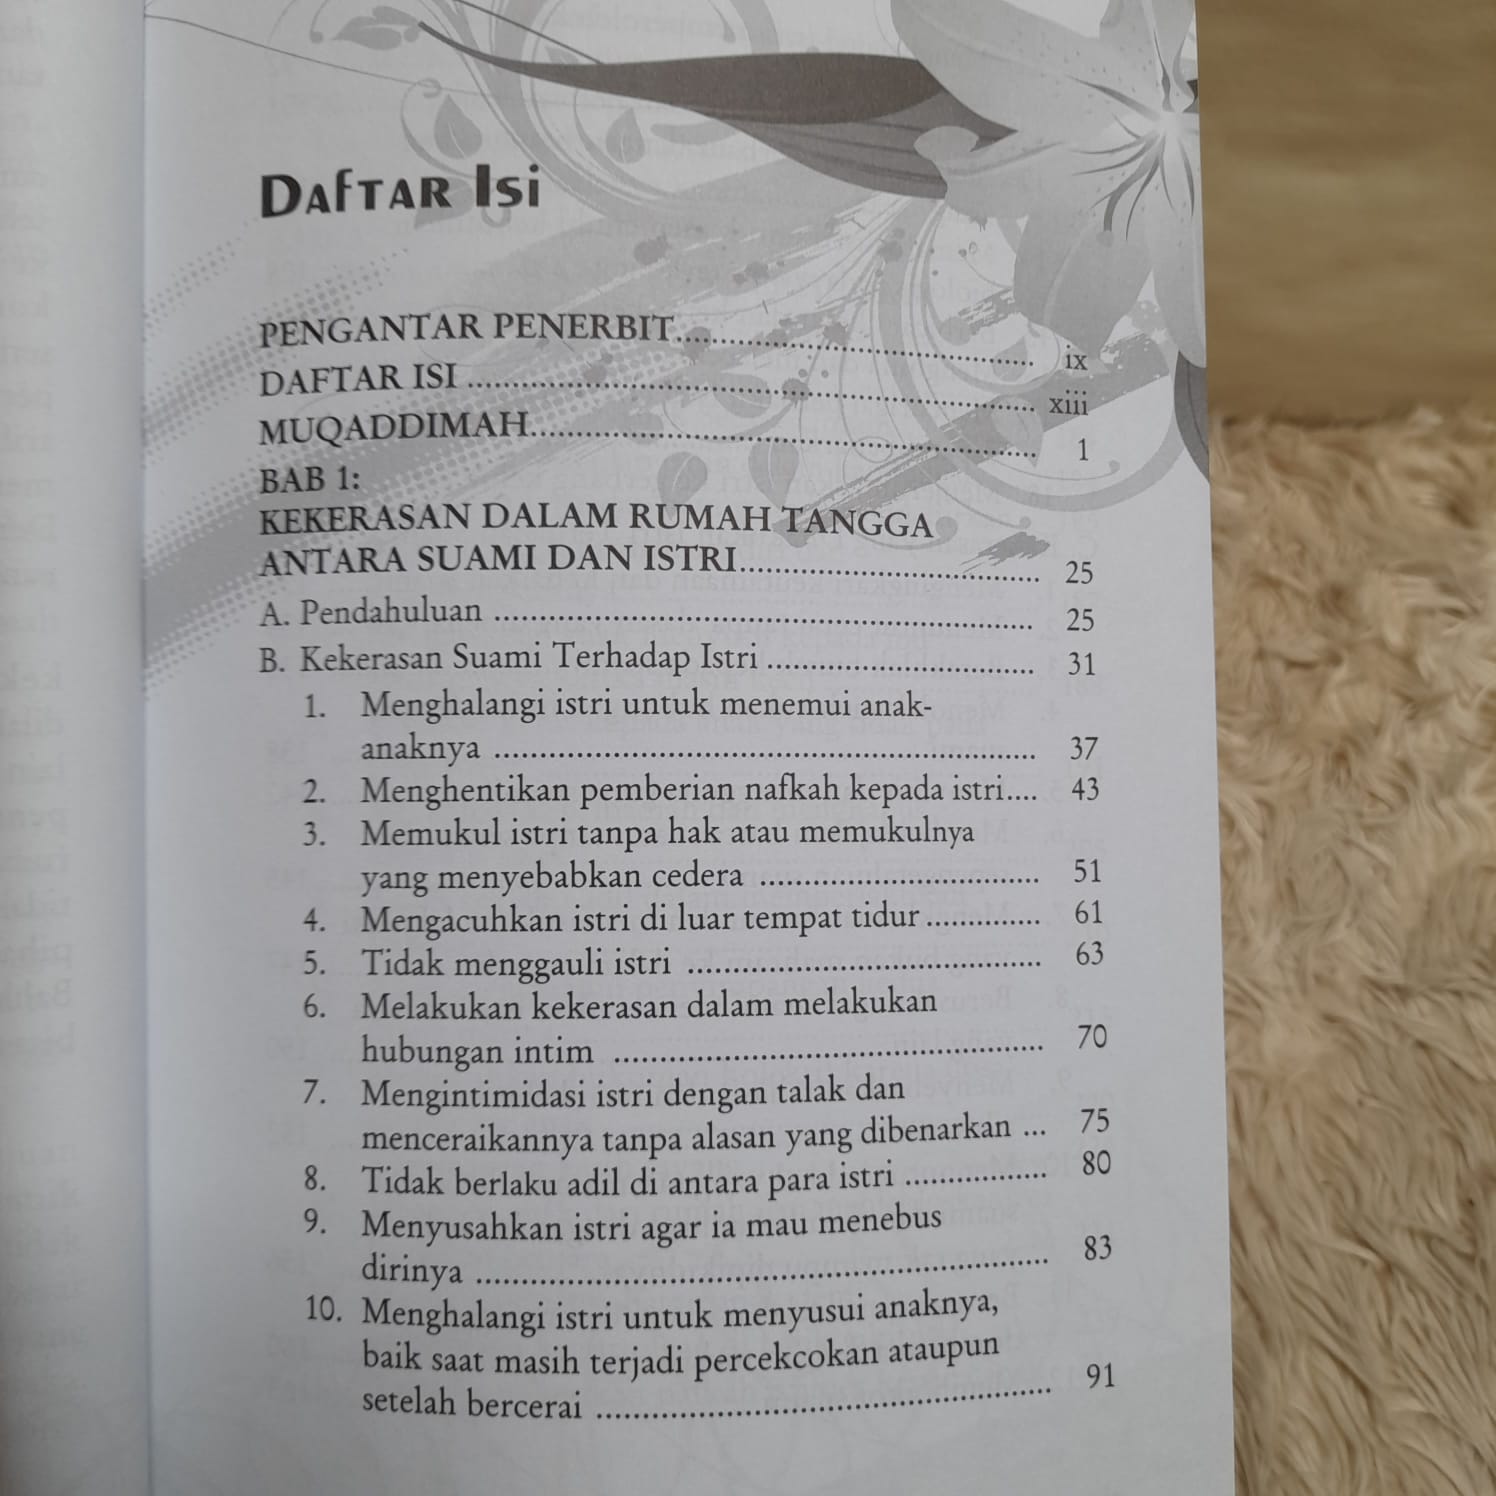 Daftar Isi
PENGANTAR PENERBIT.......................................... ix
DAFTAR ISI .......................................... xiii
MUQADDIMAH.......................................... 1
BAB 1:
KEKERASAN DALAM RUMAH TANGGA
ANTARA SUAMI DAN ISTRI.................................. 25
A. Pendahuluan .......................................... 25
B. Kekerasan Suami Terhadap Istri .............................. 31
1. Menghalangi istri untuk menemui anak-
anaknya .......................................... 37
2. Menghentikan pemberian nafkah kepada istri.... 43
3. Memukul istri tanpa hak atau memukulnya
yang menyebabkan cedera .............................. 51
4. Mengacuhkan istri di luar tempat tidur .............. 61
5. Tidak menggauli istri .......................................... 63
6. Melakukan kekerasan dalam melakukan
hubungan intim .......................................... 70
7. Mengintimidasi istri dengan talak dan
menceraikannya tanpa alasan yang dibenarkan ... 75
8. Tidak berlaku adil di antara para istri ................. 80
9. Menyusahkan istri agar ia mau menebus
dirinya .......................................... 83
10. Menghalangi istri untuk menyusui anaknya,
baik saat masih terjadi percekcokan ataupun
setelah bercerai .......................................... 91